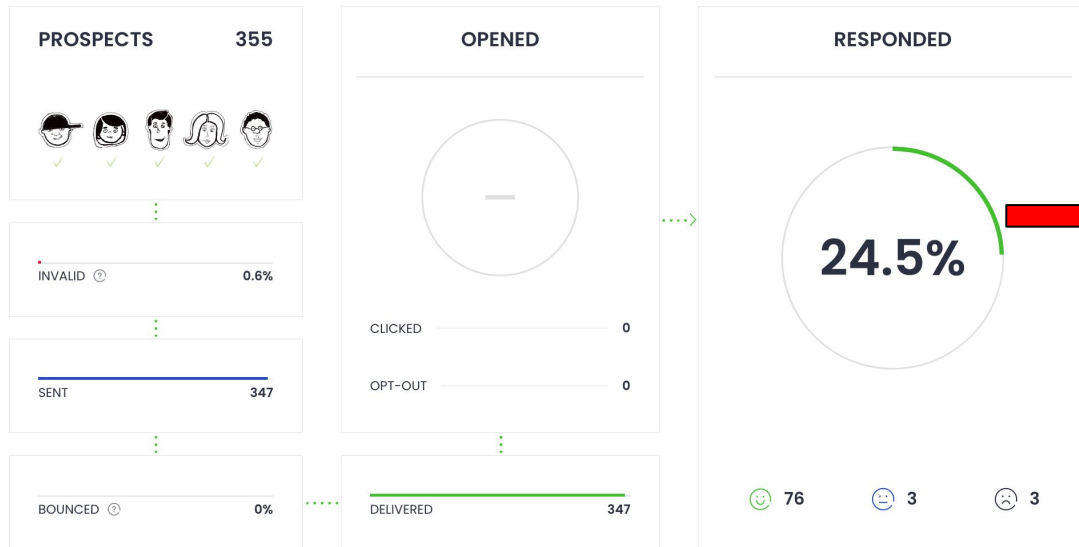 PROSPECTS 355
INVALID ? 0.6%
SENT 347
BOUNCED ? 0%
OPENED
CLICKED 0
OPT-OUT 0
DELIVERED 347
RESPONDED
24.5%
76 3 3